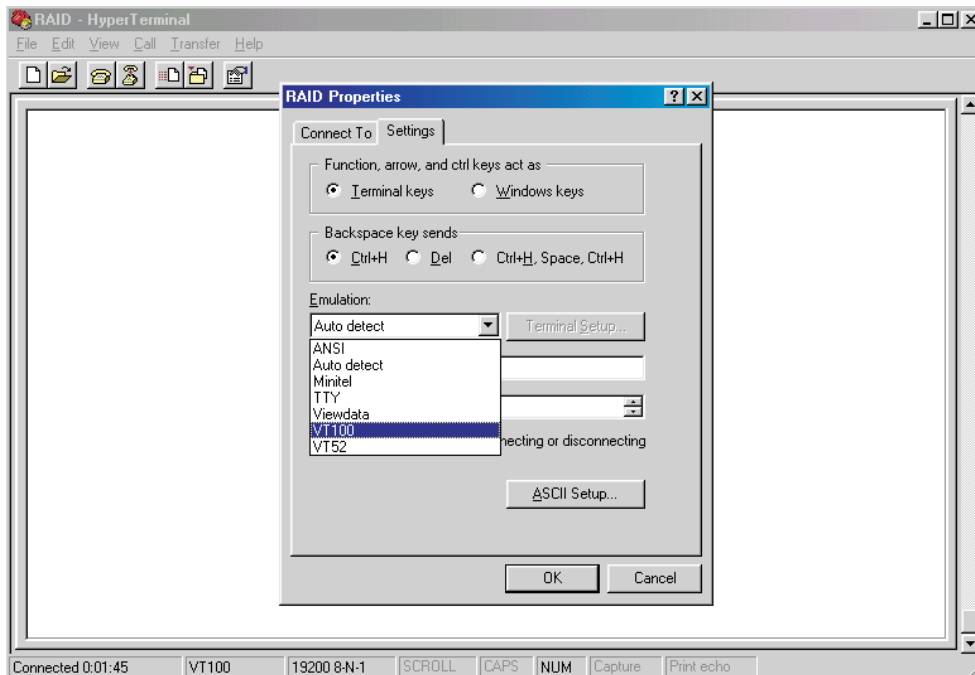 RAID - HyperTerminal
File Edit View Call Transfer Help
RAID Properties
Connect To Settings
Function, arrow, and ctrl keys act as
Terminal keys Windows keys
Backspace key sends
Ctrl+H Del Ctrl+H, Space, Ctrl+H
Emulation:
Auto detect Terminal Setup...
ANSI
Auto detect
Minitel
TTY
Viewdata
VT100
necting or disconnecting
VT52
ASCII Setup...
OK Cancel
Connected 0:01:45 VT100 19200 8-N-1 SCROLL CAPS NUM Capture Print echo